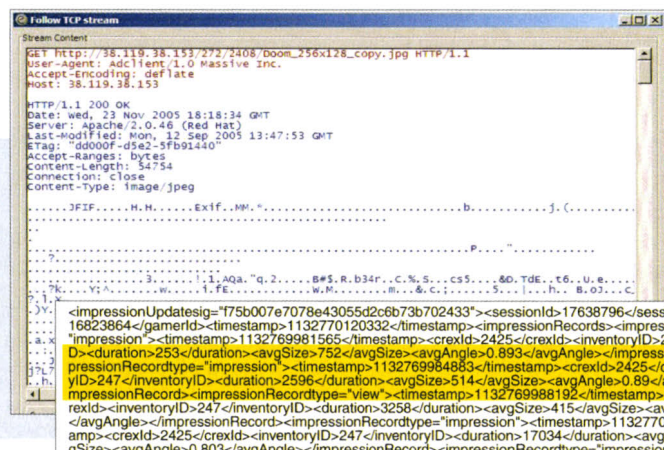 Follow TCP stream
Stream Content
GET http://38.119.38.153/272/2408/Doom_256x128_copy.jpg HTTP/1.1
User-Agent: Adclient/1.0 Massive Inc.
Accept-Encoding: deflate
Host: 38.119.38.153
HTTP/1.1 200 OK
Date: Wed, 23 Nov 2005 18:18:34 GMT
Server: Apache/2.0.46 (Red Hat)
Last-Modified: Mon, 12 Sep 2005 13:47:53 GMT
ETag: "dd000f-d5e2-5fb91440"
Accept-Ranges: bytes
Content-Length: 54754
Connection: close
Content-Type: image/jpeg
......JFIF.....H.H......Exif..MM.*
<impressionUpdatesig="f75b007e7078e43055d2c6b73b702433"><sessionId>17638796</sess
16823864</gamerId><timestamp>1132770120332</timestamp><impressionRecords><impres
"impression"><timestamp>1132769981565</timestamp><crexId>2425</crexId><inventoryID>2
D><duration>253</duration><avgSize>752</avgSize><avgAngle>0.893</avgAngle></impress
pressionRecordtype="impression"><timestamp>1132769984883</timestamp><crexId>2425</c
yID>247</inventoryID><duration>2596</duration><avgSize>514</avgSize><avgAngle>0.89</a
mpressionRecord><impressionRecordtype="view"><timestamp>1132769988192</timestamp>
rexId><inventoryID>247</inventoryID><duration>3258</duration><avgSize>415</avgSize><av
</avgAngle></impressionRecord><impressionRecordtype="impression"><timestamp>1132770
amp><crexId>2425</crexId><inventoryID>247</inventoryID><duration>17034</duration><avg
gSize><avgAngle>0.803</avgAngle></impressionRecord><impressionRecordtype="impression